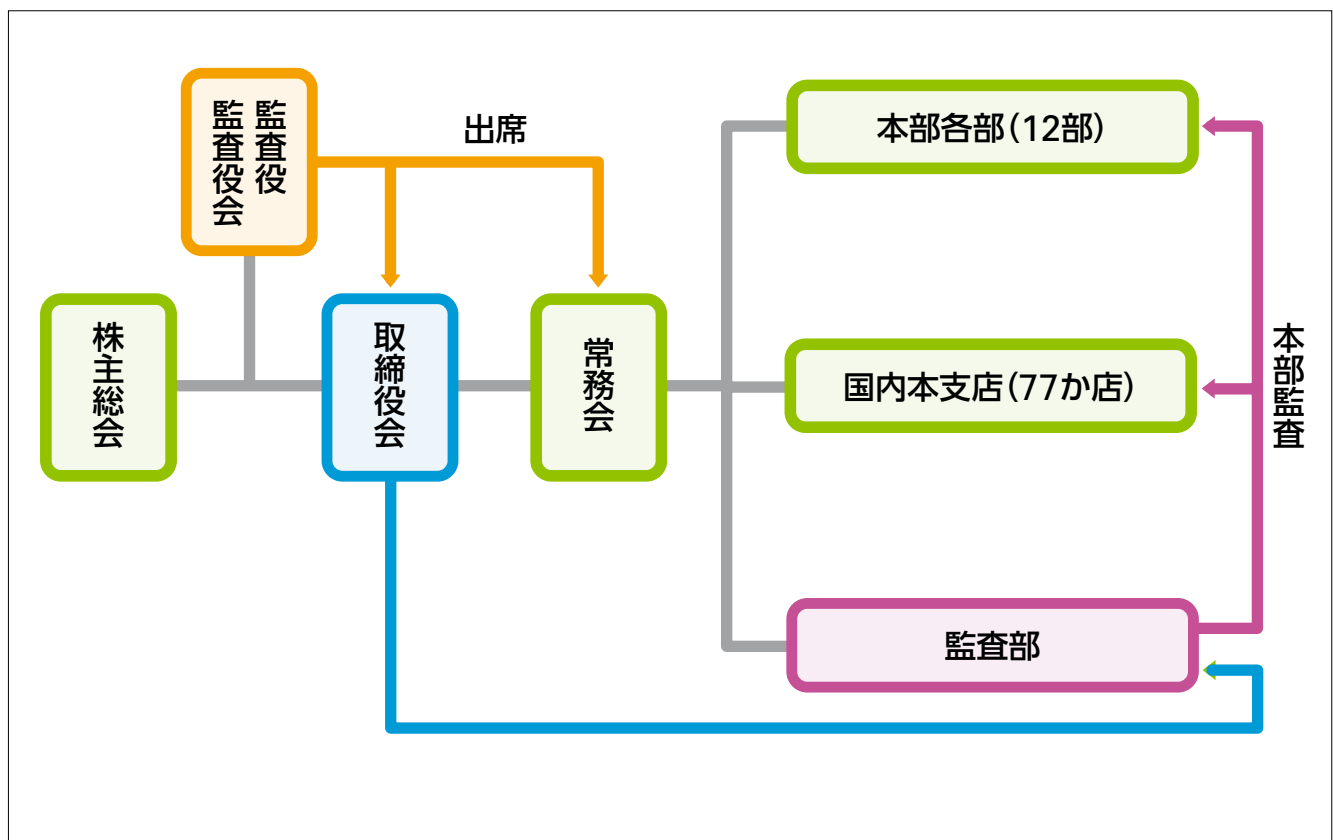 監査役
監査役会
出席
本部各部(12部)
株主総会
取締役会
常務会
国内本支店(77か店)
本部監査
監査部